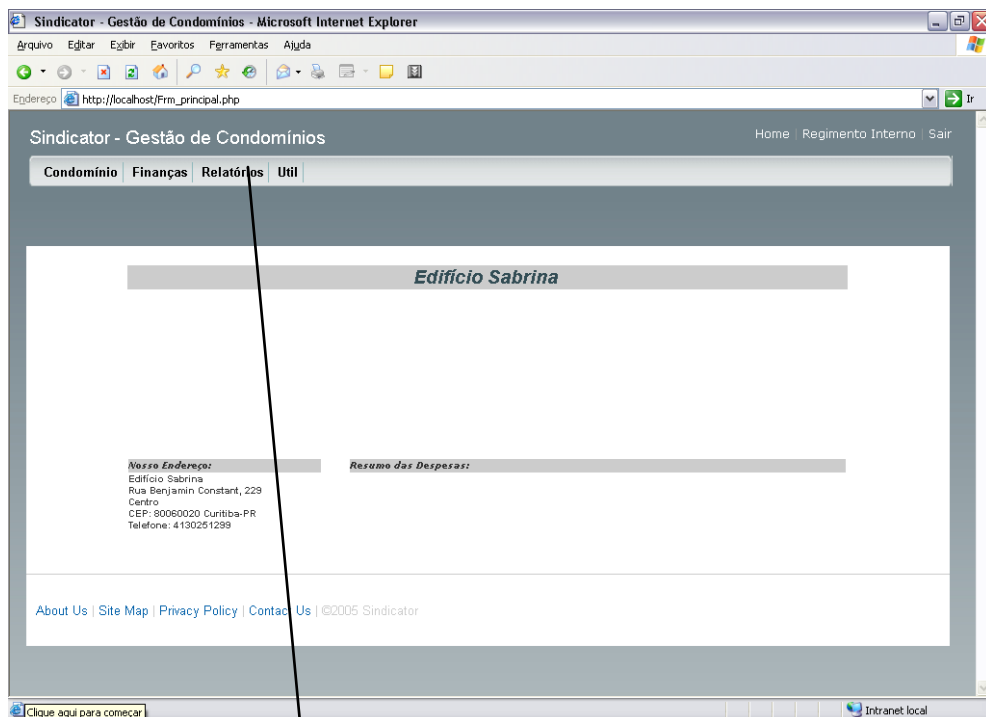 Sindicator - Gestão de Condomínios - Microsoft Internet Explorer
Arquivo Editar Exibir Favoritos Ferramentas Ajuda
Endereço http://localhost/Frm_principal.php Ir
Sindicator - Gestão de Condomínios
Home | Regimento Interno | Sair
Condomínio Finanças Relatórios Util
Edifício Sabrina
Nosso Endereço:
Edifício Sabrina
Rua Benjamin Constant, 229
Centro
CEP: 80060020 Curitiba-PR
Telefone: 4130251299
Resumo das Despesas:
About Us | Site Map | Privacy Policy | Contact Us | ©2005 Sindicator
Clique aqui para começar
Intranet local